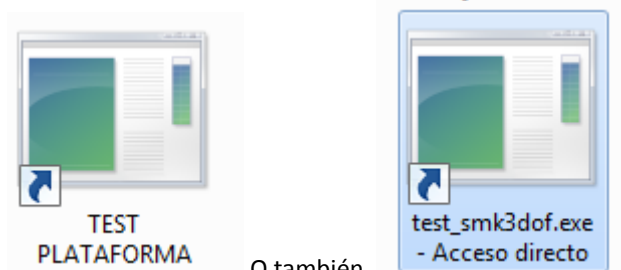 TEST
PLATAFORMA
O también
test_smk3dof.exe
- Acceso directo